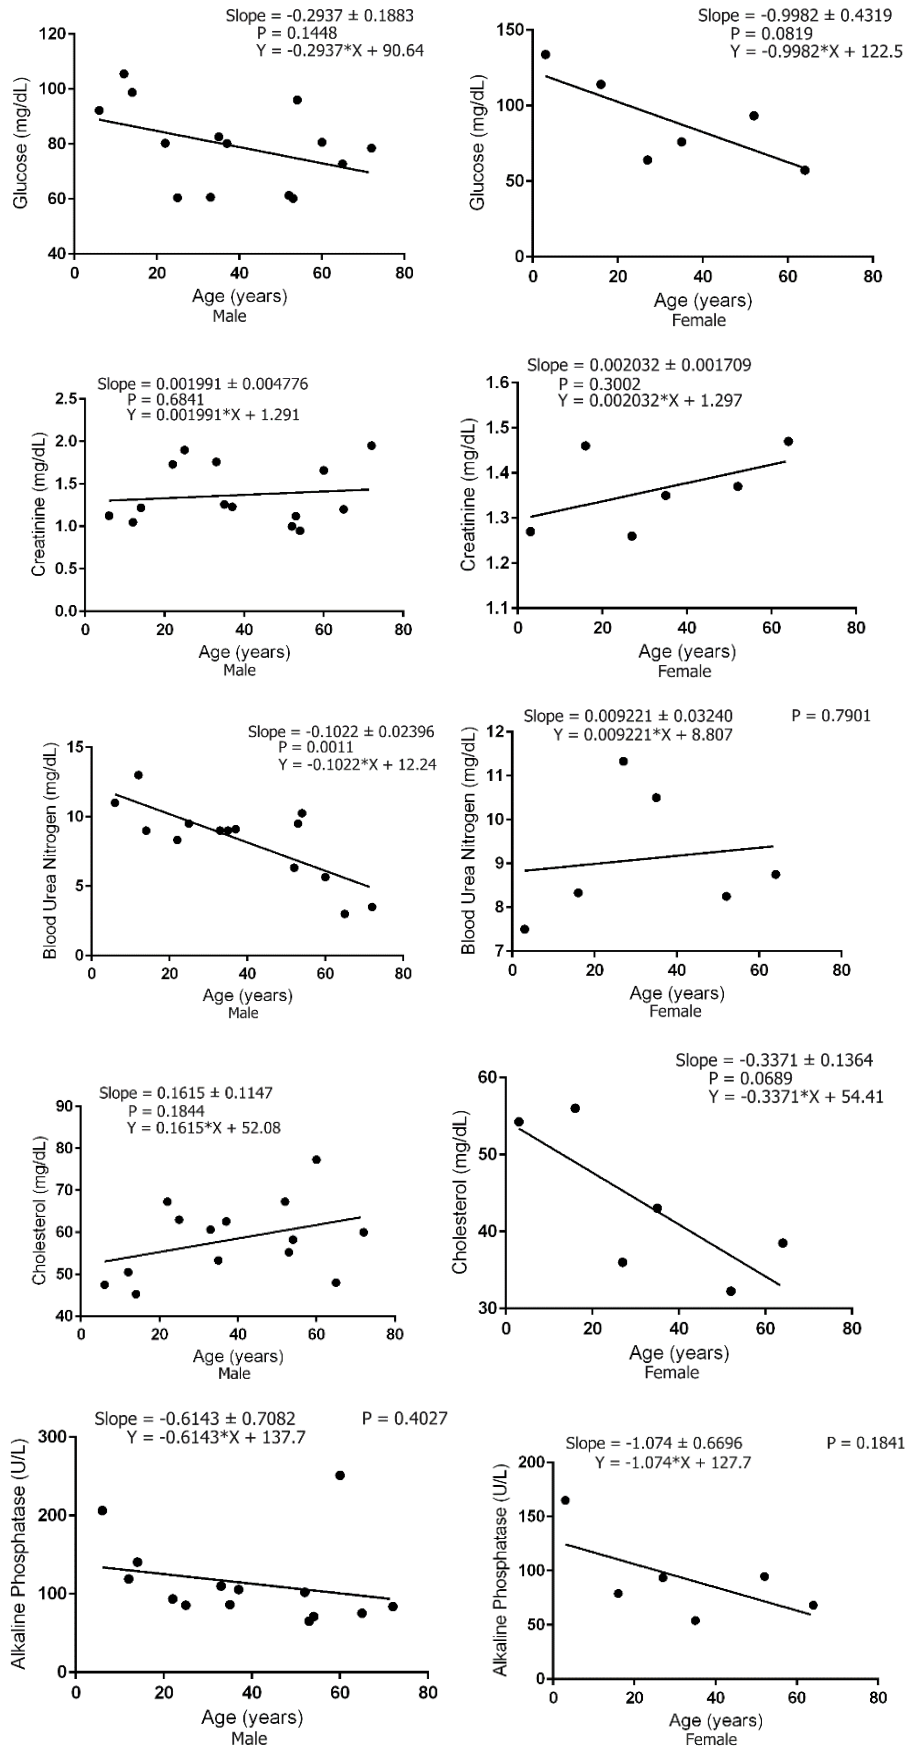 Slope = -0.2937 ± 0.1883
P = 0.1448
Y = -0.2937*X + 90.64
120
100
80
60
40
0
20
40
60
80
Glucose (mg/dL)
Age (years)
Male
Slope = -0.9982 ± 0.4319
P = 0.0819
Y = -0.9982*X + 122.5
150
100
50
0
0
20
40
60
80
Glucose (mg/dL)
Age (years)
Female
Slope = 0.001991 ± 0.004776
P = 0.6841
Y = 0.001991*X + 1.291
2.5
2.0
1.5
1.0
0.5
0.0
0
20
40
60
80
Creatinine (mg/dL)
Age (years)
Male
Slope = 0.002032 ± 0.001709
P = 0.3002
Y = 0.002032*X + 1.297
1.6
1.5
1.4
1.3
1.2
1.1
0
20
40
60
80
Creatinine (mg/dL)
Age (years)
Female
Slope = -0.1022 ± 0.02396
P = 0.0011
Y = -0.1022*X + 12.24
15
10
5
0
0
20
40
60
80
Blood Urea Nitrogen (mg/dL)
Age (years)
Male
Slope = 0.009221 ± 0.03240 P = 0.7901
Y = 0.009221*X + 8.807
12
11
10
9
8
7
0
20
40
60
80
Blood Urea Nitrogen (mg/dL)
Age (years)
Female
Slope = 0.1615 ± 0.1147
P = 0.1844
Y = 0.1615*X + 52.08
90
80
70
60
50
40
0
20
40
60
80
Cholesterol (mg/dL)
Age (years)
Male
Slope = -0.3371 ± 0.1364
P = 0.0689
Y = -0.3371*X + 54.41
60
50
40
30
0
20
40
60
80
Cholesterol (mg/dL)
Age (years)
Female
Slope = -0.6143 ± 0.7082 P = 0.4027
Y = -0.6143*X + 137.7
300
200
100
0
0
20
40
60
80
Alkaline Phosphatase (U/L)
Age (years)
Male
Slope = -1.074 ± 0.6696 P = 0.1841
Y = -1.074*X + 127.7
200
150
100
50
0
0
20
40
60
80
Alkaline Phosphatase (U/L)
Age (years)
Female